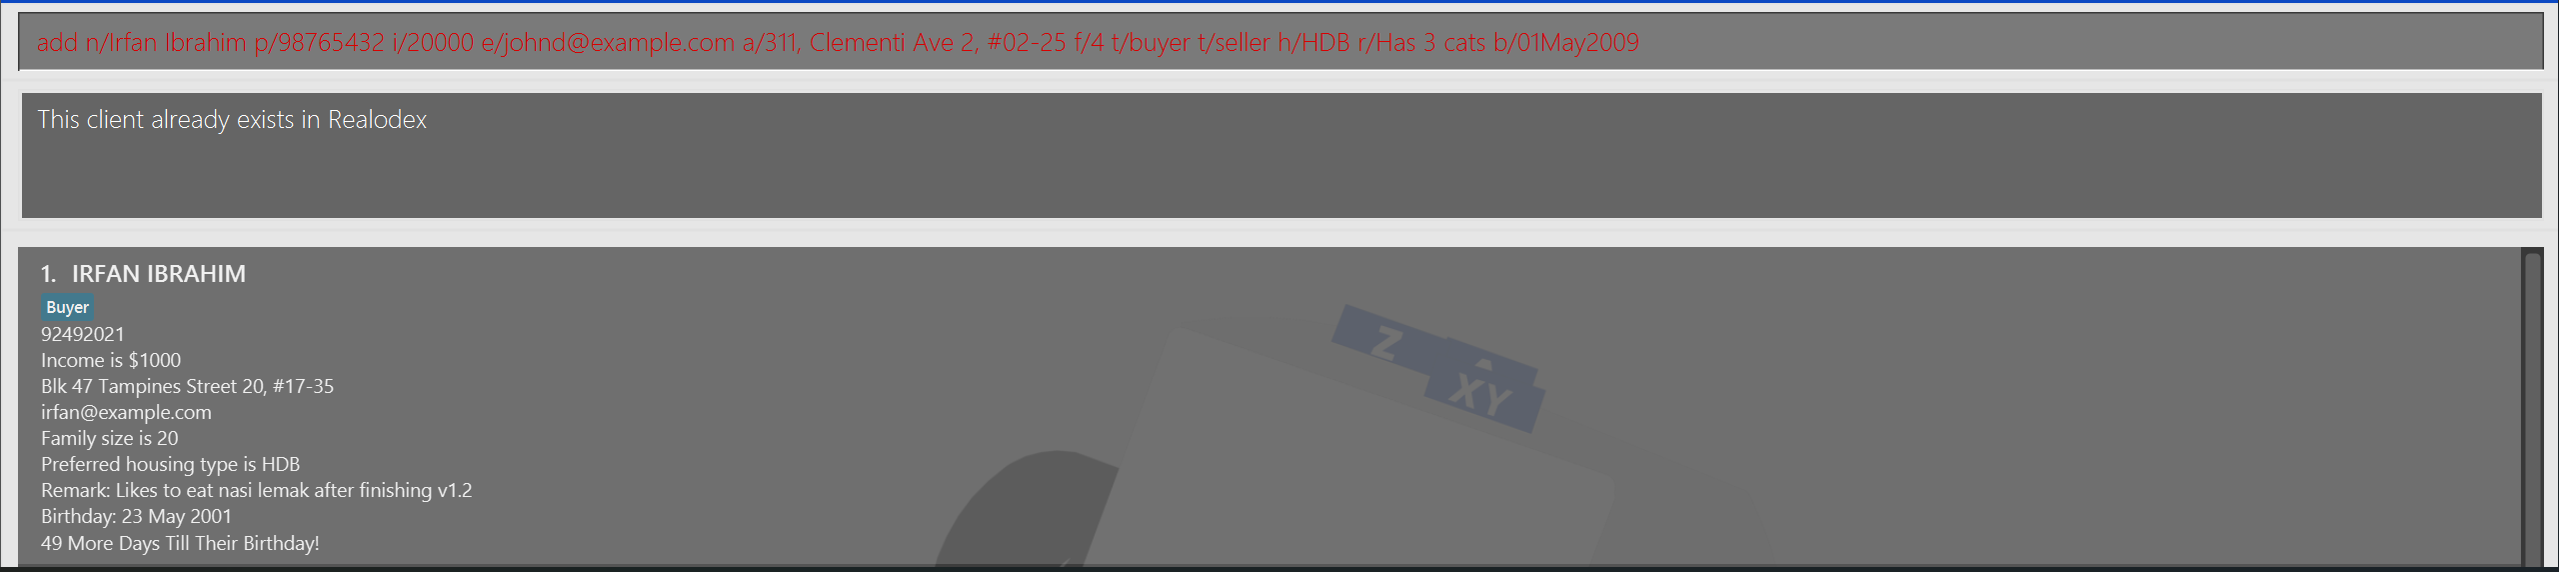 add n/Irfan Ibrahim p/98765432 i/20000 e/johnd@example.com a/311, Clementi Ave 2, #02-25 f/4 t/buyer t/seller h/HDB r/Has 3 cats b/01May2009
This client already exists in Realodex
1. IRFAN IBRAHIM
Buyer
92492021
Income is $1000
Blk 47 Tampines Street 20, #17-35
irfan@example.com
Family size is 20
Preferred housing type is HDB
Remark: Likes to eat nasi lemak after finishing v1.2
Birthday: 23 May 2001
49 More Days Till Their Birthday!
Z
XY